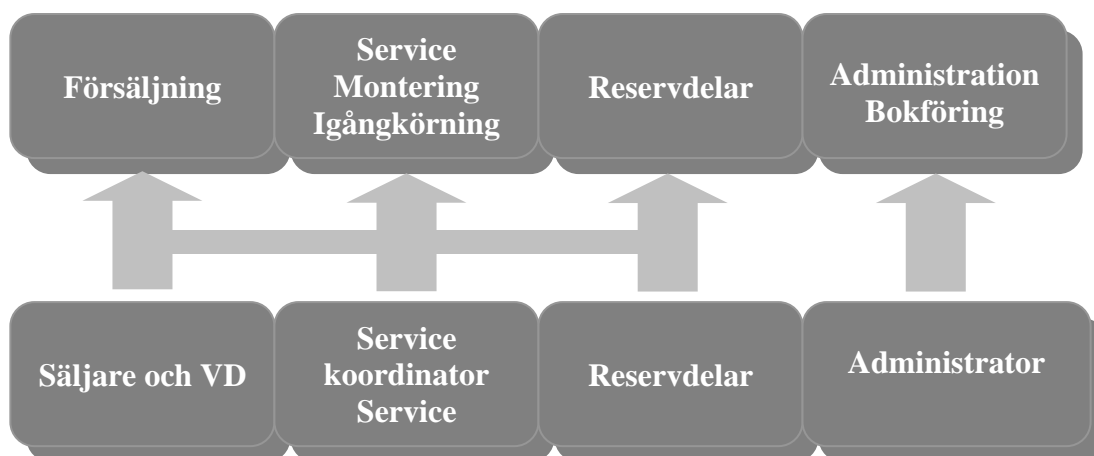 Försäljning
Service
Montering
Igångkörning
Reservdelar
Administration
Bokföring
Säljare och VD
Service
koordinator
Service
Reservdelar
Administrator